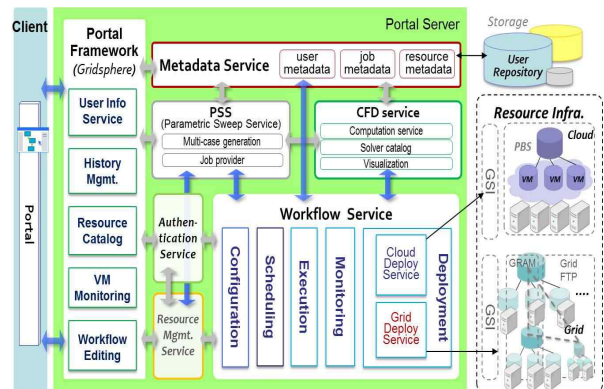 Client
Portal
Portal Server
Portal
Framework
(Gridsphere)
User Info
Service
History
Mgmt.
Resource
Catalog
VM
Monitoring
Workflow
Editing
Metadata Service
user
metadata
job
metadata
resource
metadata
PSS
(Parametric Sweep Service)
Multi-case generation
Job provider
CFD service
Computation service
Solver catalog
Visualization
Authen-
tication
Service
Resource
Mgmt.
Service
Workflow Service
Configuration
Scheduling
Execution
Monitoring
Deployment
Cloud
Deploy
Service
Grid
Deploy
Service
Storage
User
Repository
Resource Infra.
GSI
PBS
Cloud
VM
VM
VM
GSI
GRAM
Grid
FTP
....
Grid